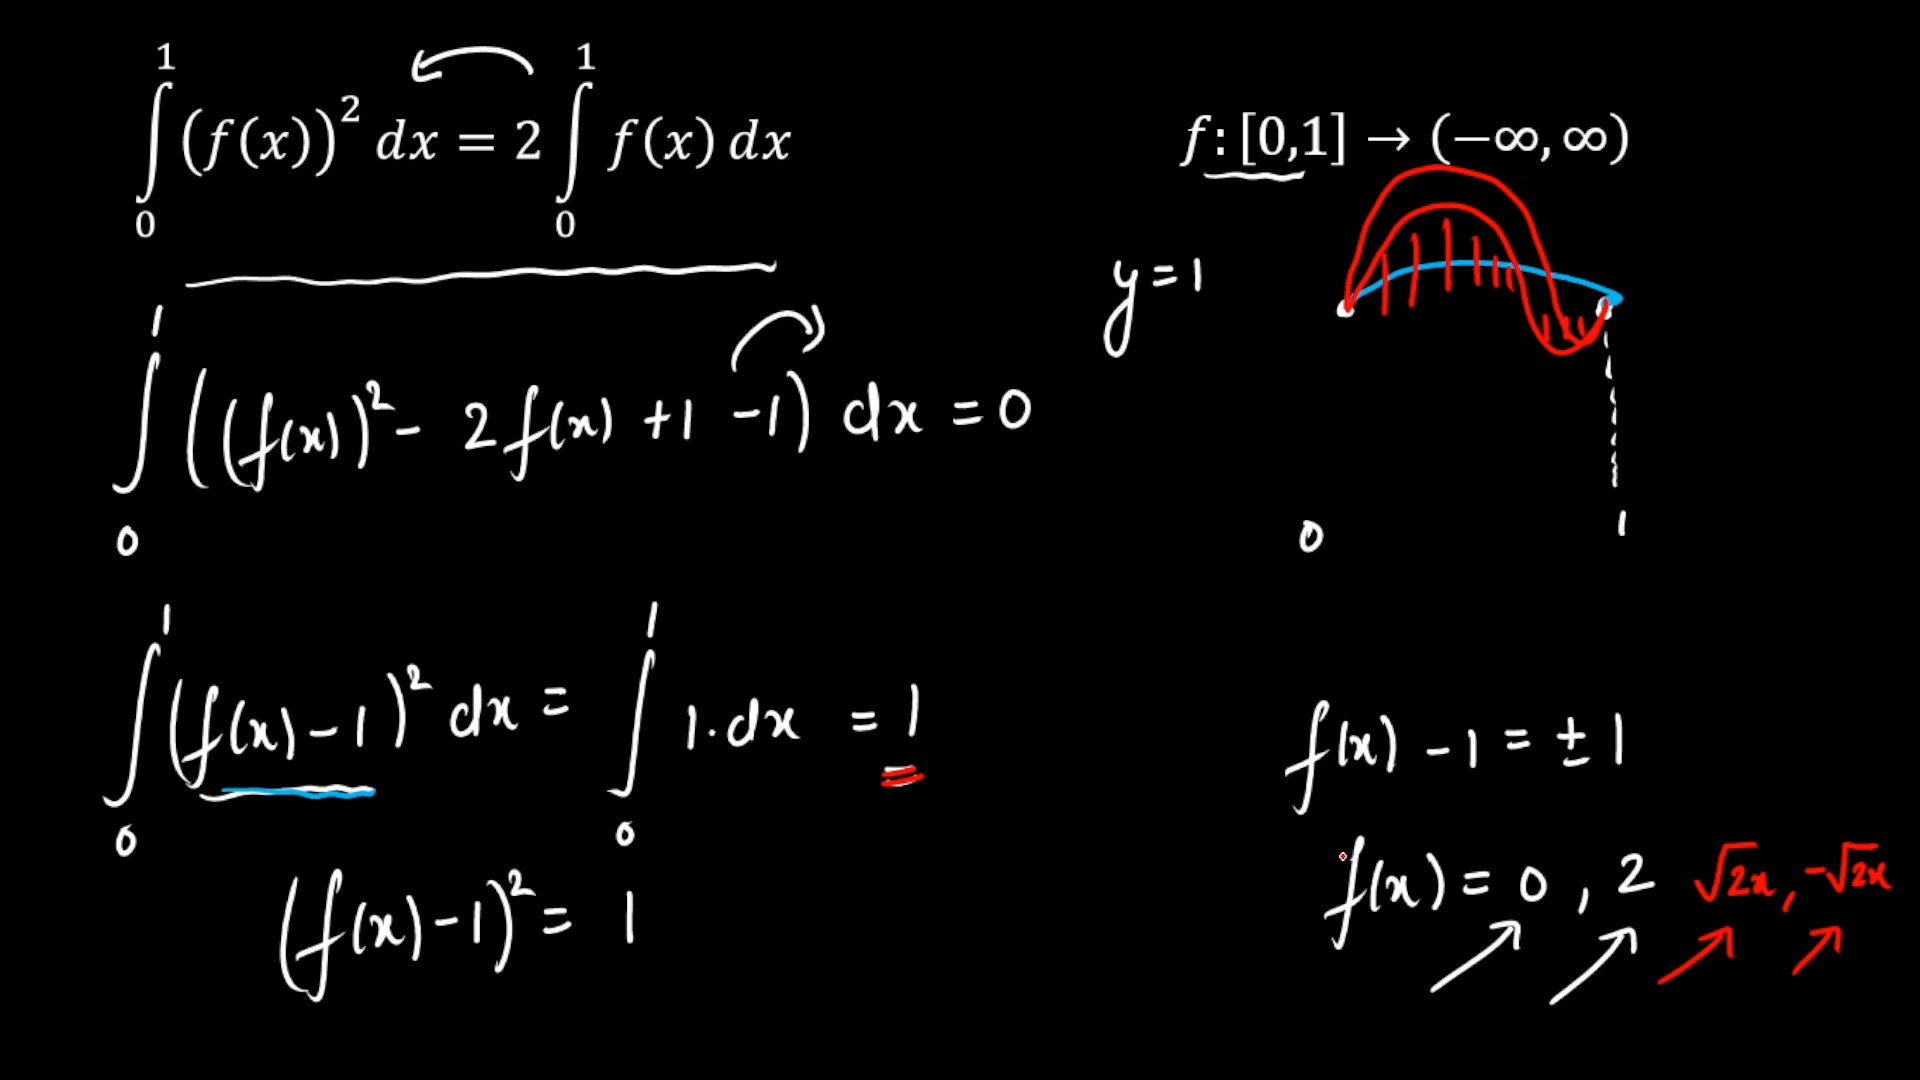 ∫₀¹ (f(x))² dx = 2 ∫₀¹ f(x) dx
f : [0,1] → (−∞, ∞)
y = 1
∫₀¹ ((f(x))² − 2f(x) + 1 − 1) dx = 0
0 1
∫₀¹ (f(x) − 1)² dx = ∫₀¹ 1 · dx = 1
f(x) − 1 = ± 1
f(x) = 0 , 2 √2x , −√2x
(f(x) − 1)² = 1